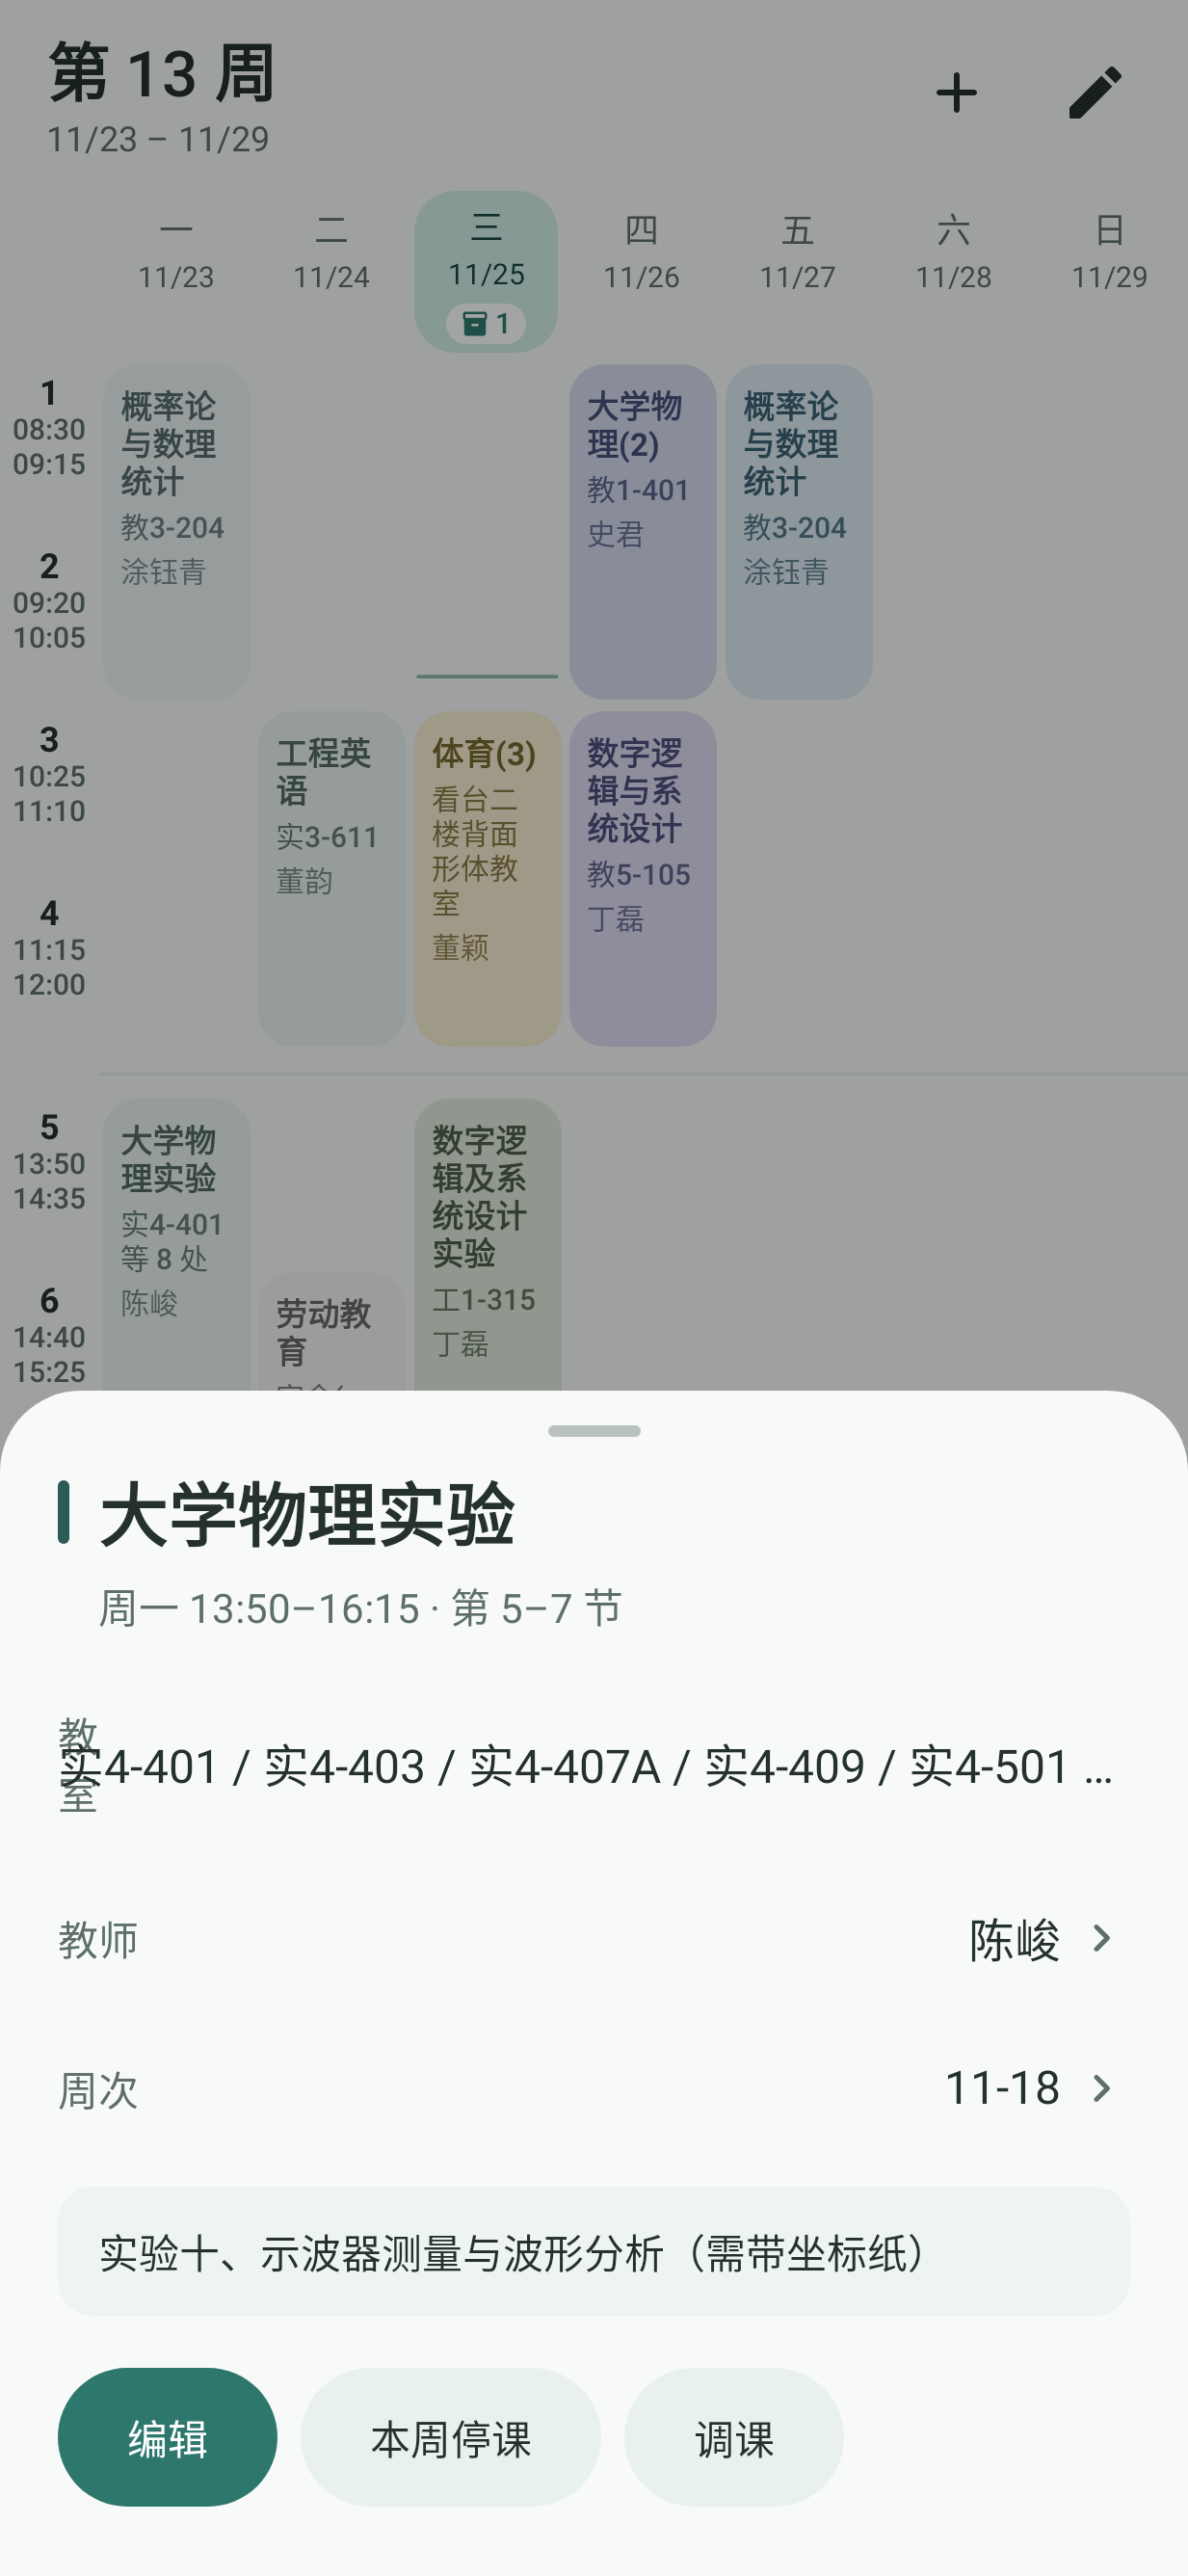 第 13 周
11/23 – 11/29
一 二 三 四 五 六 日
11/23 11/24 11/25 11/26 11/27 11/28 11/29
1
1
08:30
09:15
2
09:20
10:05
3
10:25
11:10
4
11:15
12:00
5
13:50
14:35
6
14:40
15:25
概率论
与数理
统计
教3-204
涂钰青
大学物
理实验
实4-401
等 8 处
陈峻
工程英
语
实3-611
董韵
劳动教
育
体育(3)
看台二
楼背面
形体教
室
董颖
数字逻
辑及系
统设计
实验
工1-315
丁磊
大学物
理(2)
教1-401
史君
数字逻
辑与系
统设计
教5-105
丁磊
概率论
与数理
统计
教3-204
涂钰青
大学物理实验
周一 13:50–16:15 · 第 5–7 节
教室
实4-401 / 实4-403 / 实4-407A / 实4-409 / 实4-501 …
教师 陈峻
周次 11-18
实验十、示波器测量与波形分析（需带坐标纸）
编辑 本周停课 调课